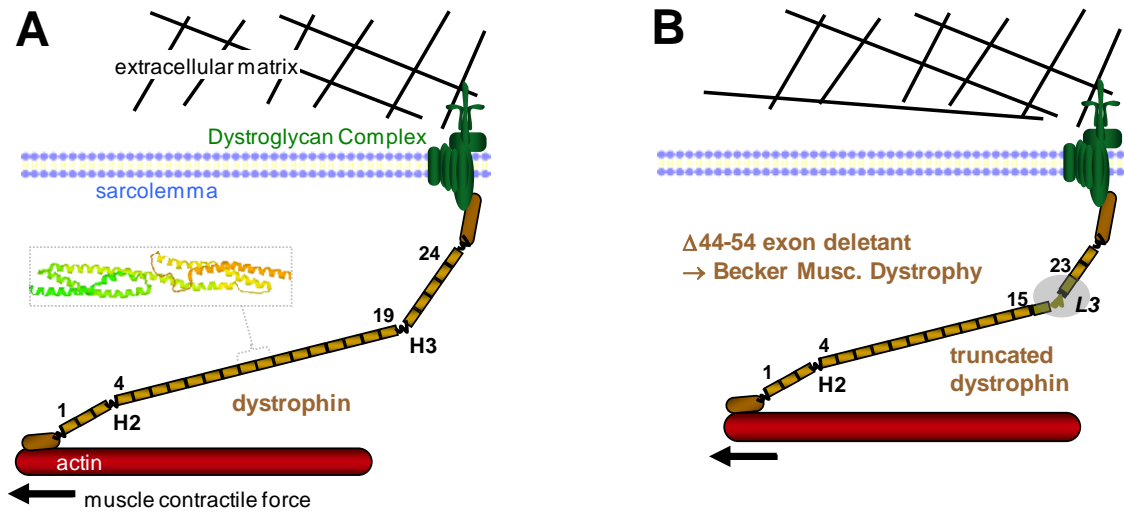 A
extracellular matrix
Dystroglycan Complex
sarcolemma
24
19
H3
4
1
H2
dystrophin
actin
muscle contractile force
B
Δ44-54 exon deletant
→ Becker Musc. Dystrophy
23
15
L3
4
1
H2
truncated
dystrophin